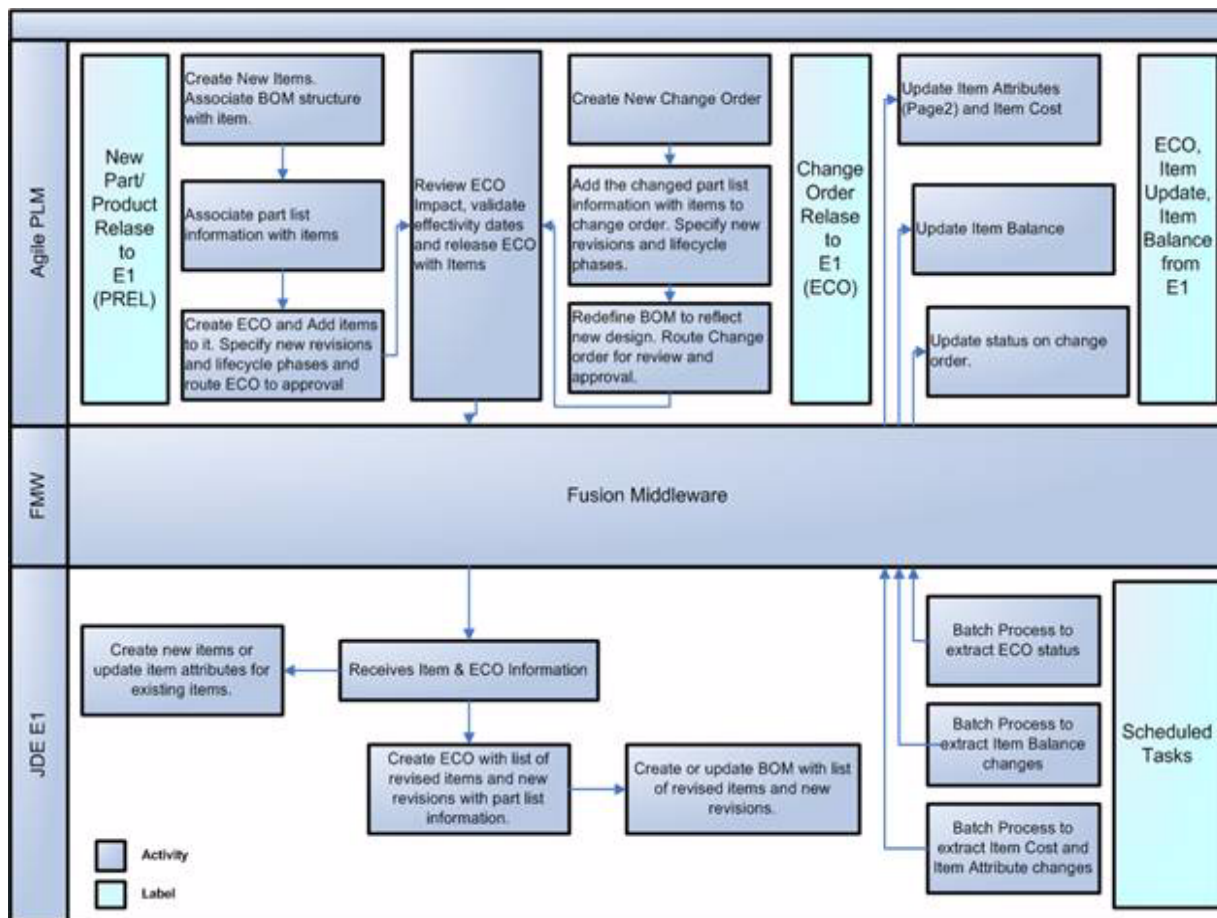 Agile PLM
New
Part/
Product
Relase to
E1
(PREL)
Create New Items.
Associate BOM structure
with item.
Associate part list
information with items
Create ECO and Add items
to it. Specify new revisions
and lifecycle phases and
route ECO to approval
Review ECO
Impact, validate
effectivity dates
and release ECO
with Items
Create New Change Order
Add the changed part list
information with items to
change order. Specify new
revisions and lifecycle
phases.
Redefine BOM to reflect
new design. Route Change
order for review and
approval.
Change
Order
Relase
to
E1
(ECO)
Update Item Attributes
(Page2) and Item Cost
Update Item Balance
Update status on change
order.
ECO,
Item
Update,
Item
Balance
from
E1
FMW
Fusion Middleware
JDE E1
Create new items or
update item attributes for
existing items.
Receives Item & ECO Information
Create ECO with list of
revised items and new
revisions with part list
information.
Create or update BOM with list
of revised items and new
revisions.
Batch Process to
extract ECO status
Batch Process to
extract Item Balance
changes
Batch Process to
extract Item Cost and
Item Attribute changes
Scheduled
Tasks
Activity
Label